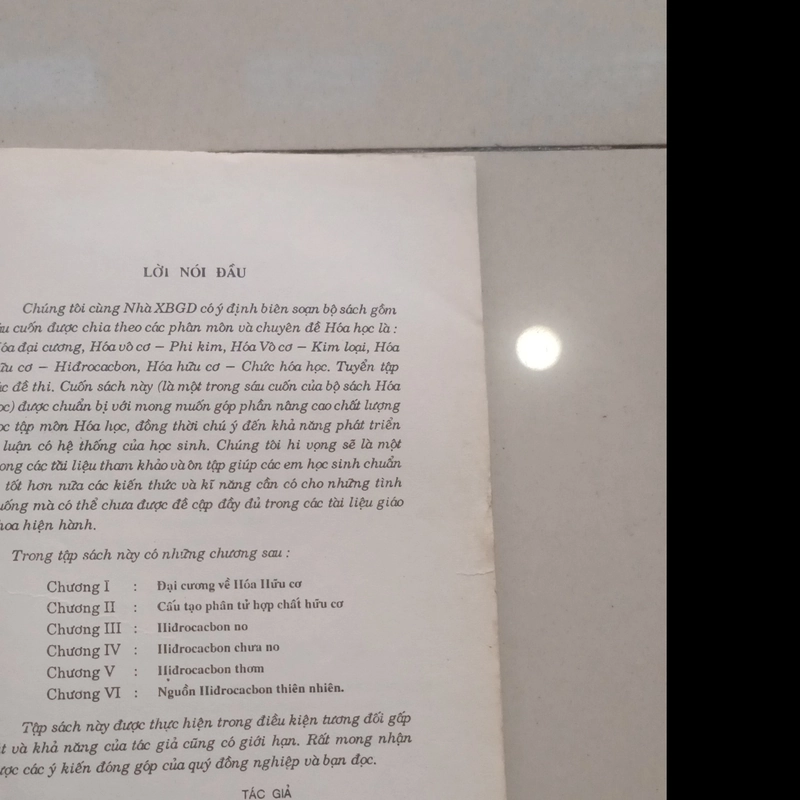 LỜI NÓI ĐẦU
Chúng tôi cùng Nhà XBGD có ý định biên soạn bộ sách gồm
cuốn được chia theo các phân môn và chuyên đề Hóa học là :
đại cương, Hóa vô cơ – Phi kim, Hóa Vô cơ – Kim loại, Hóa
cơ – Hiđrocacbon, Hóa hữu cơ – Chức hóa học. Tuyển tập
đề thi. Cuốn sách này (là một trong sáu cuốn của bộ sách Hóa
được chuẩn bị với mong muốn góp phần nâng cao chất lượng
tập môn Hóa học, đồng thời chú ý đến khả năng phát triển
luận có hệ thống của học sinh. Chúng tôi hi vọng sẽ là một
các tài liệu tham khảo và ôn tập giúp các em học sinh chuẩn
tốt hơn nữa các kiến thức và kĩ năng cần có cho những tình
mà có thể chưa được đề cập đầy đủ trong các tài liệu giáo
hiện hành.
Trong tập sách này có những chương sau :
Chương I : Đại cương về Hóa Hữu cơ
Chương II : Cấu tạo phân tử hợp chất hữu cơ
Chương III : Hiđrocacbon no
Chương IV : Hiđrocacbon chưa no
Chương V : Hiđrocacbon thơm
Chương VI : Nguồn Hiđrocacbon thiên nhiên.
Tập sách này được thực hiện trong điều kiện tương đối gấp
và khả năng của tác giả cũng có giới hạn. Rất mong nhận
các ý kiến đóng góp của quý đồng nghiệp và bạn đọc.
TÁC GIẢ